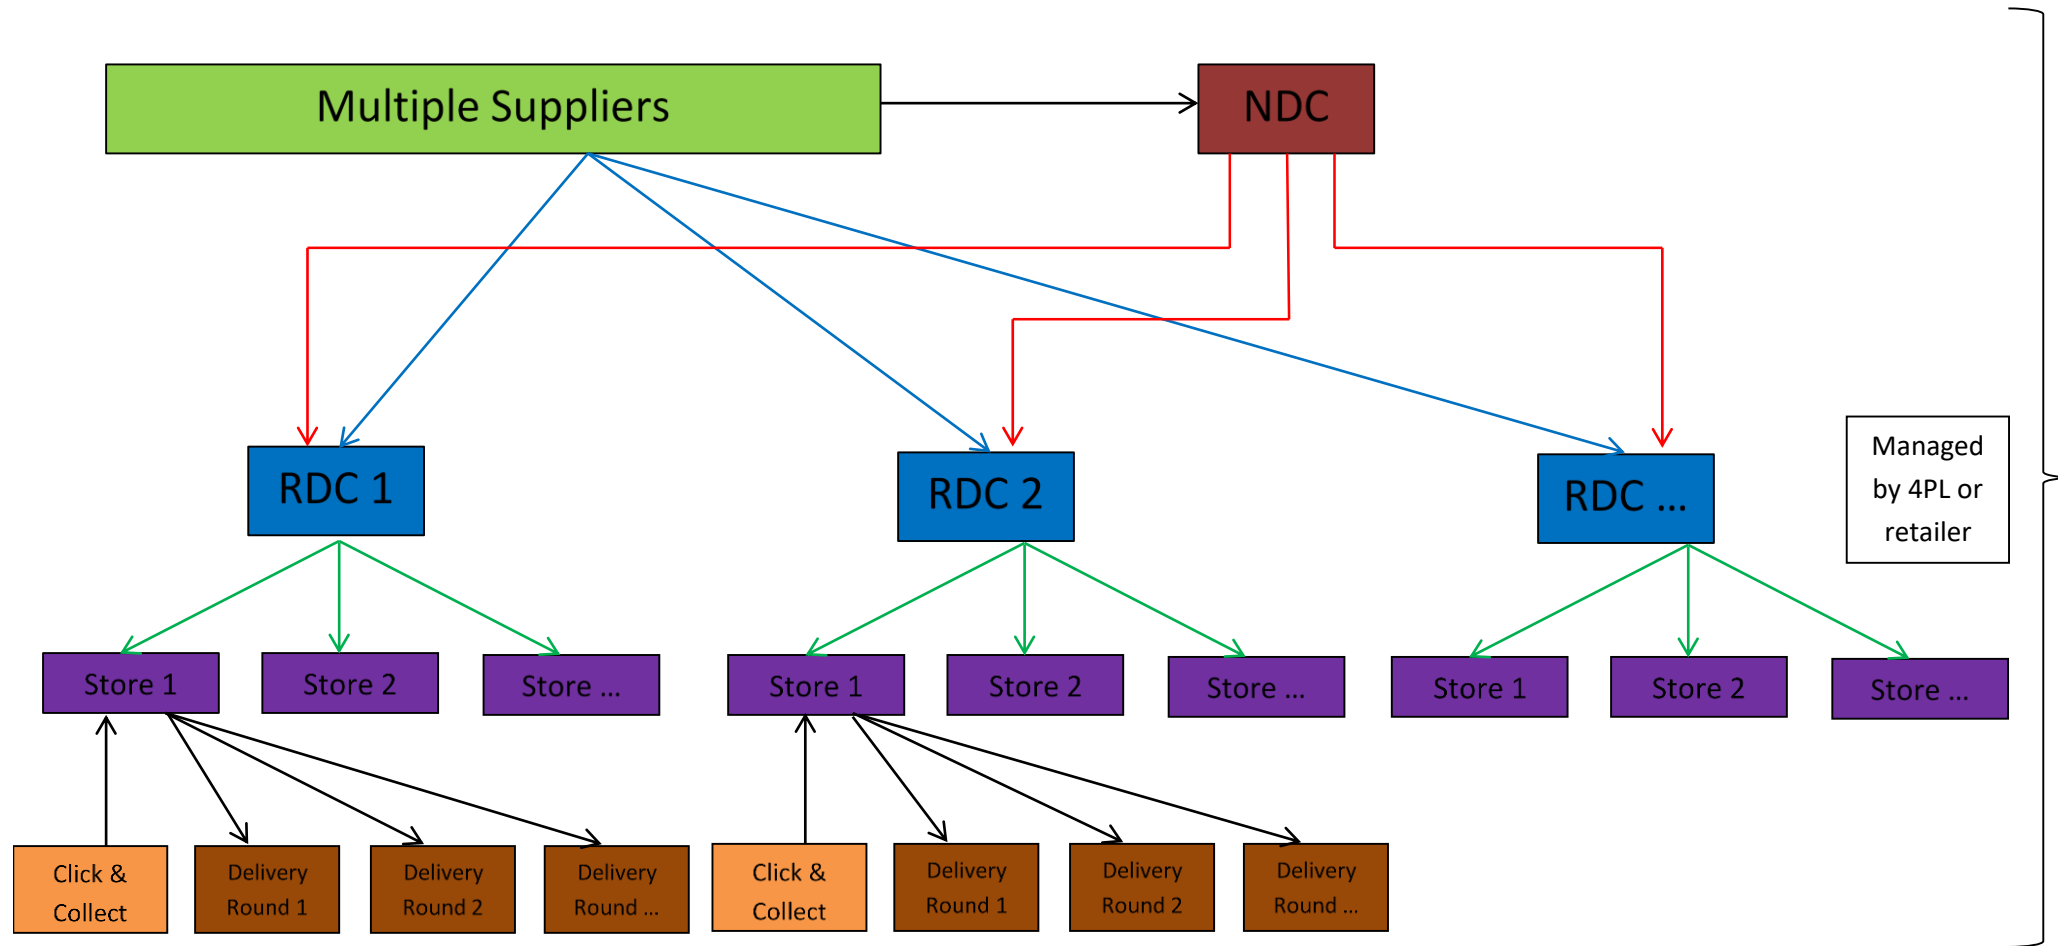 Multiple Suppliers
NDC
RDC 1
RDC 2
RDC ...
Managed
by 4PL or
retailer
Store 1
Store 2
Store ...
Store 1
Store 2
Store ...
Store 1
Store 2
Store ...
Click &
Collect
Delivery
Round 1
Delivery
Round 2
Delivery
Round ...
Click &
Collect
Delivery
Round 1
Delivery
Round 2
Delivery
Round ...